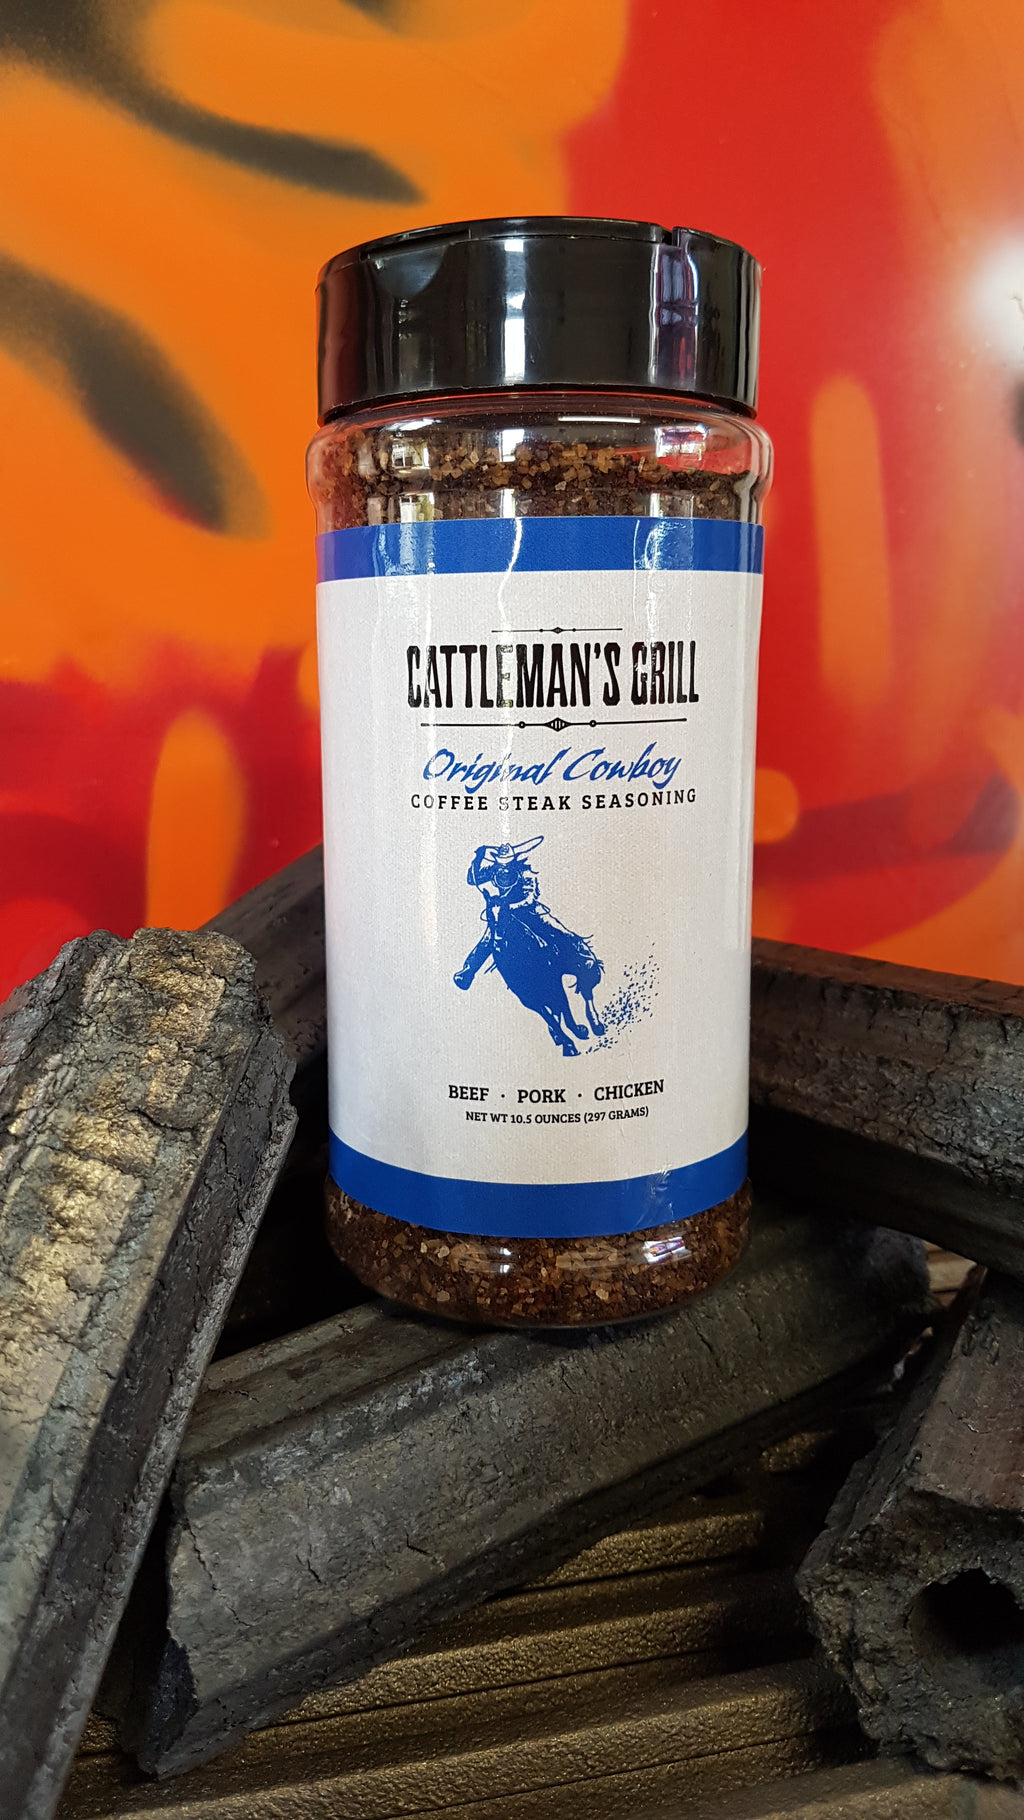 CATTLEMAN'S GRILL
Original Cowboy
COFFEE STEAK SEASONING
BEEF · PORK · CHICKEN
NET WT 10.5 OUNCES (297 GRAMS)